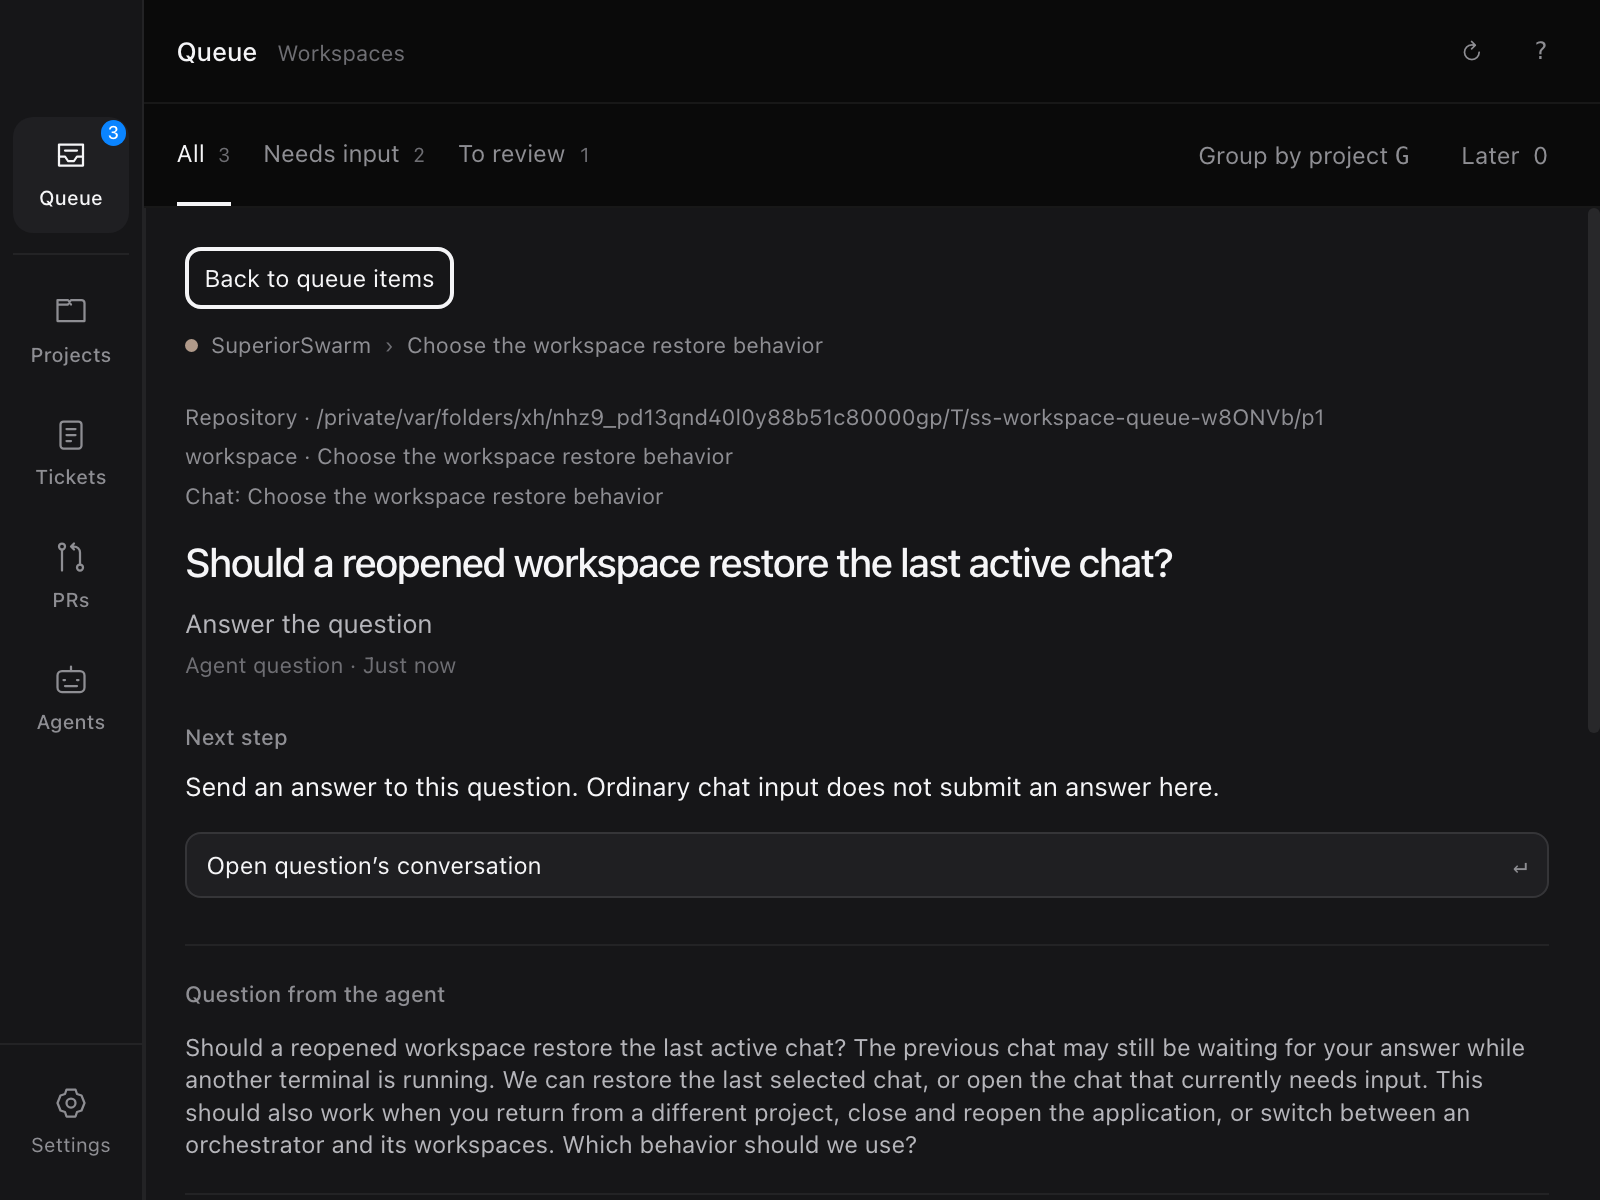 Queue Workspaces
?
3
Queue
Projects
Tickets
PRs
Agents
Settings
All 3 Needs input 2 To review 1
Group by project G Later 0
Back to queue items
SuperiorSwarm › Choose the workspace restore behavior
Repository · /private/var/folders/xh/nhz9_pd13qnd40l0y88b51c80000gp/T/ss-workspace-queue-w8ONVb/p1
workspace · Choose the workspace restore behavior
Chat: Choose the workspace restore behavior
Should a reopened workspace restore the last active chat?
Answer the question
Agent question · Just now
Next step
Send an answer to this question. Ordinary chat input does not submit an answer here.
Open question’s conversation ↵
Question from the agent
Should a reopened workspace restore the last active chat? The previous chat may still be waiting for your answer while
another terminal is running. We can restore the last selected chat, or open the chat that currently needs input. This
should also work when you return from a different project, close and reopen the application, or switch between an
orchestrator and its workspaces. Which behavior should we use?